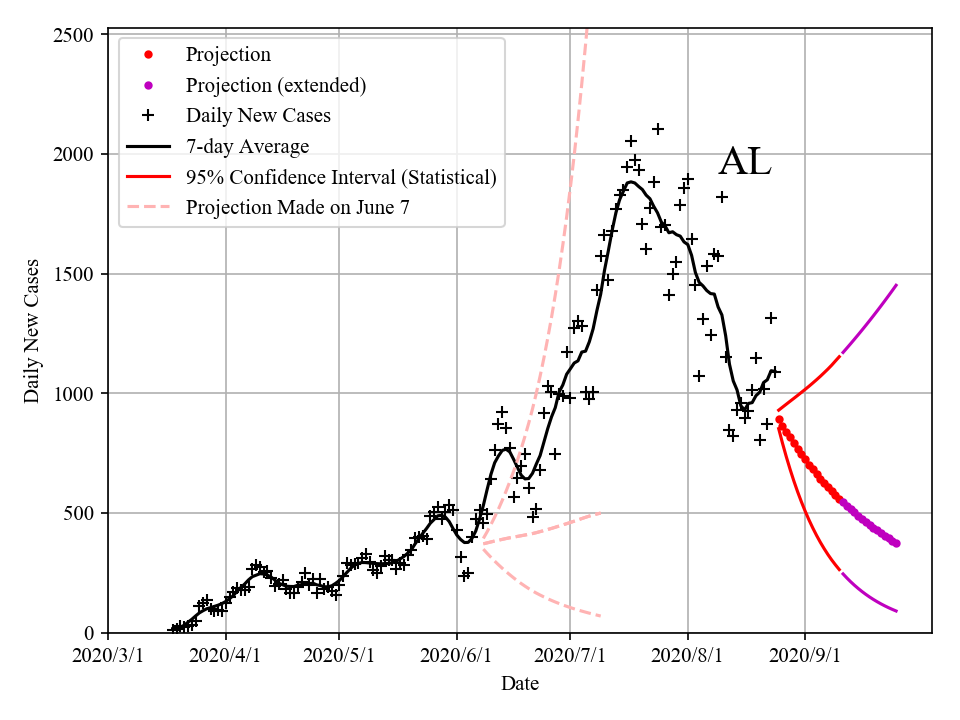 2500
2000
1500
1000
500
0
Daily New Cases
Projection
Projection (extended)
Daily New Cases
7-day Average
95% Confidence Interval (Statistical)
Projection Made on June 7
AL
2020/3/1 2020/4/1 2020/5/1 2020/6/1 2020/7/1 2020/8/1 2020/9/1
Date